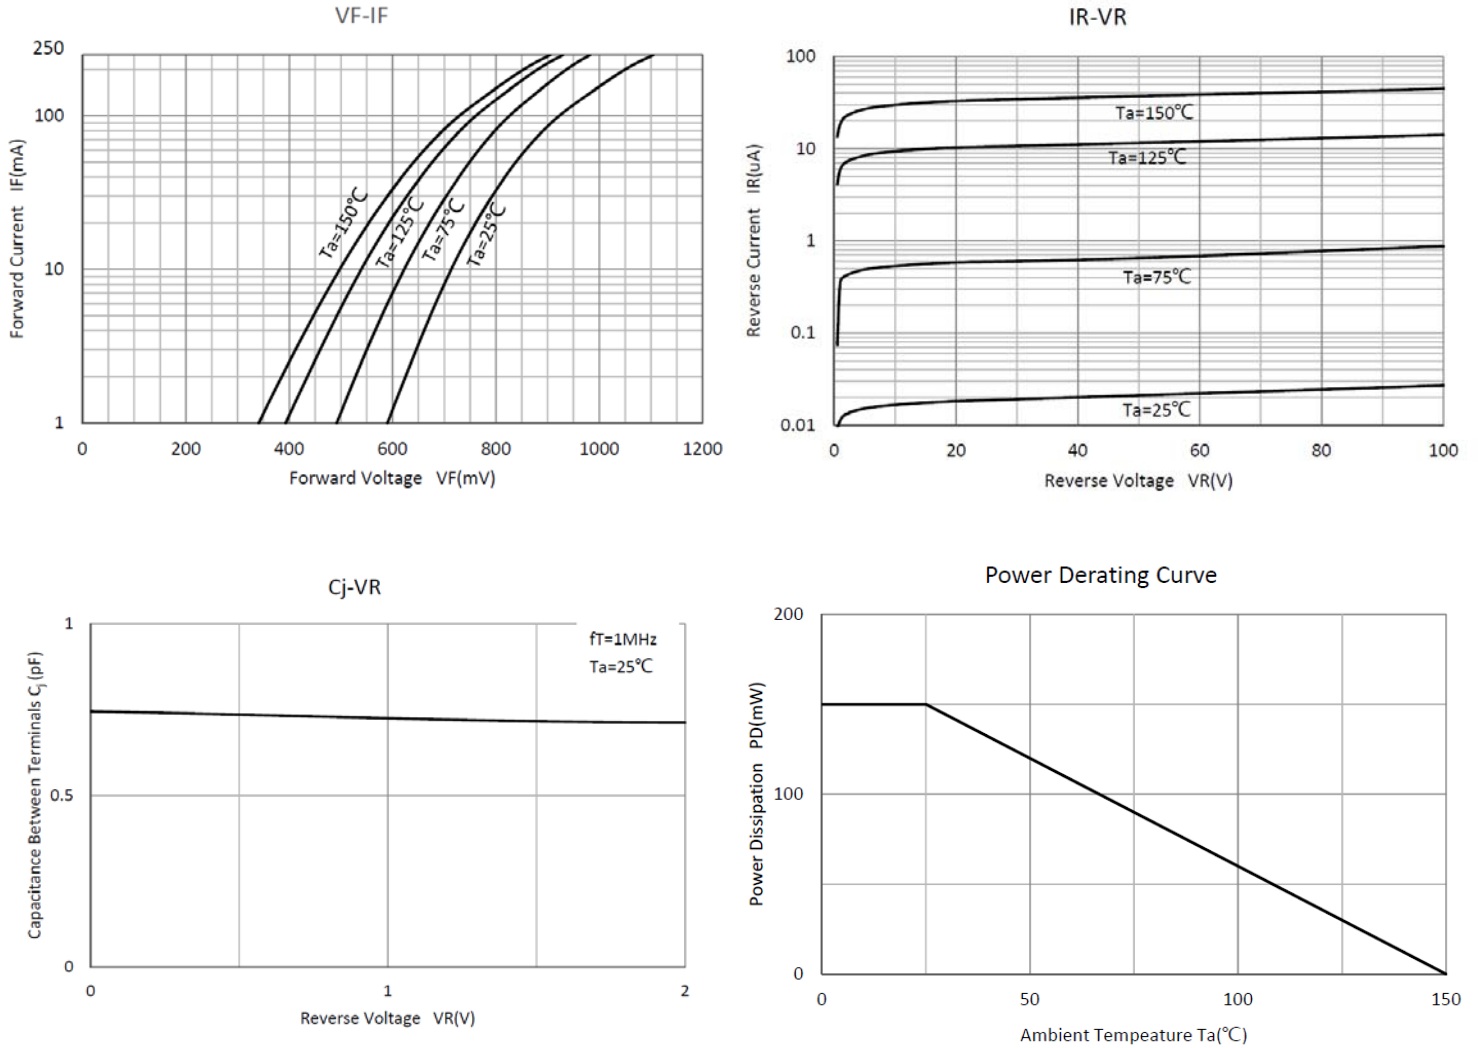 VF-IF
250
100
10
1
Forward Current IF(mA)
Ta=150℃
Ta=125℃
Ta=75℃
Ta=25℃
0 200 400 600 800 1000 1200
Forward Voltage VF(mV)
IR-VR
100
10
1
0.1
0.01
Reverse Current IR(uA)
Ta=150℃
Ta=125℃
Ta=75℃
Ta=25℃
0 20 40 60 80 100
Reverse Voltage VR(V)
Cj-VR
1
0.5
0
Capacitance Between Terminals Cj (pF)
fT=1MHz
Ta=25℃
0 1 2
Reverse Voltage VR(V)
Power Derating Curve
200
100
0
Power Dissipation PD(mW)
0 50 100 150
Ambient Tempeature Ta(℃)